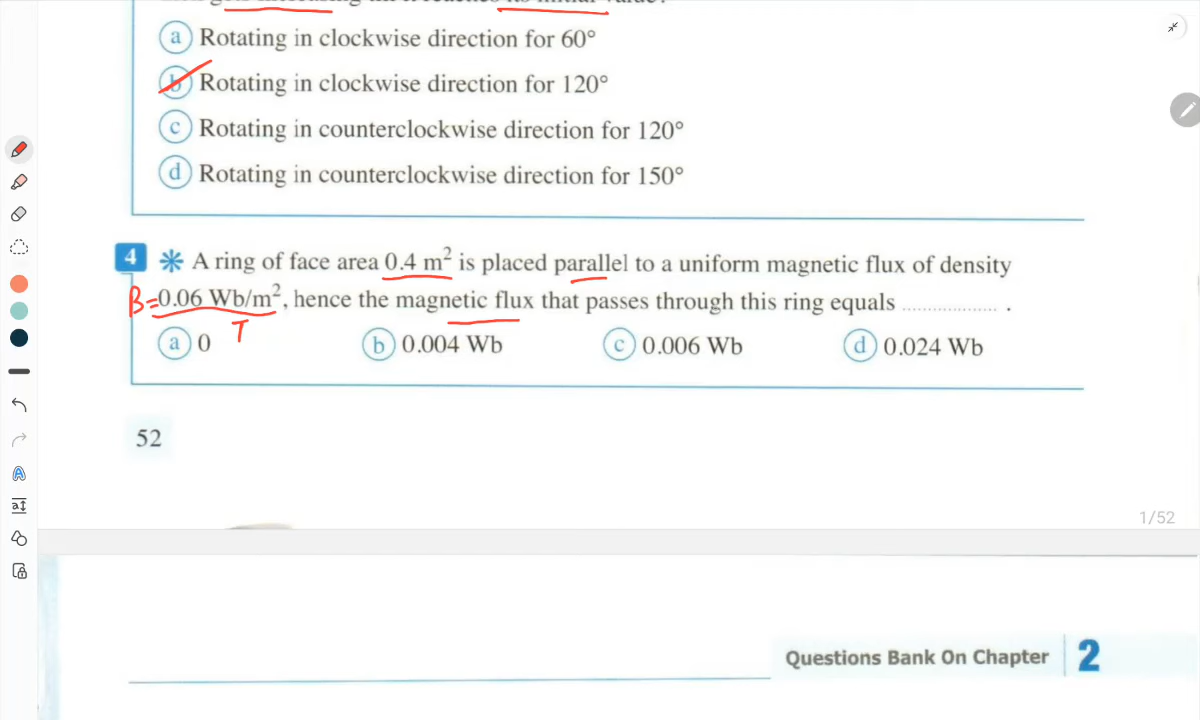 a Rotating in clockwise direction for 60°
b Rotating in clockwise direction for 120°
c Rotating in counterclockwise direction for 120°
d Rotating in counterclockwise direction for 150°
4 * A ring of face area 0.4 m² is placed parallel to a uniform magnetic flux of density
B=0.06 Wb/m², hence the magnetic flux that passes through this ring equals .................. .
T
a 0 b 0.004 Wb c 0.006 Wb d 0.024 Wb
52
1/52
Questions Bank On Chapter 2